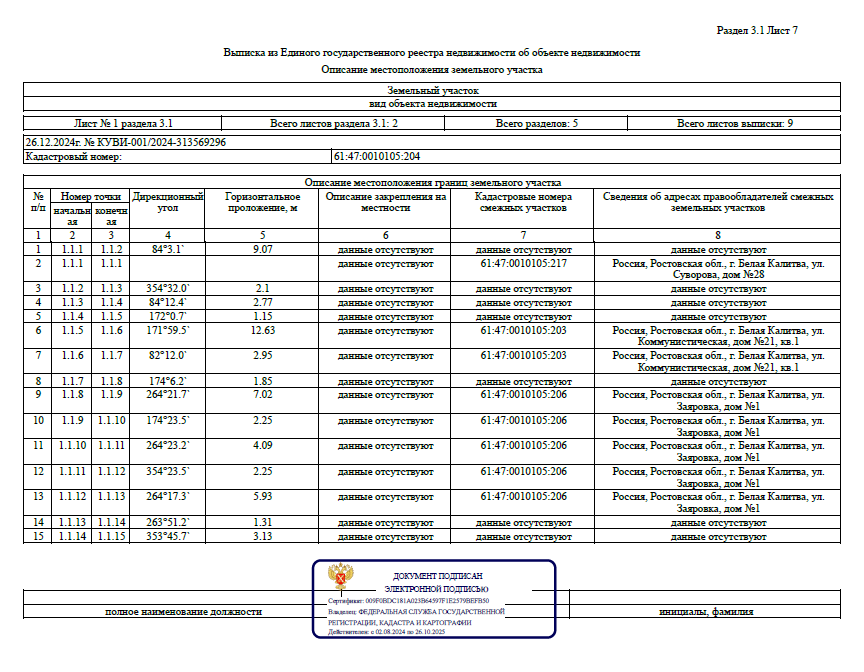 Раздел 3.1 Лист 7
Выписка из Единого государственного реестра недвижимости об объекте недвижимости
Описание местоположения земельного участка
Земельный участок
вид объекта недвижимости
Лист № 1 раздела 3.1 Всего листов раздела 3.1: 2 Всего разделов: 5 Всего листов выписки: 9
26.12.2024г. № КУВИ-001/2024-313569296
Кадастровый номер: 61:47:0010105:204
Описание местоположения границ земельного участка
№ п/п Номер точки Дирекционный угол Горизонтальное проложение, м Описание закрепления на местности Кадастровые номера смежных участков Сведения об адресах правообладателей смежных земельных участков
начальн ая конечн ая
1 2 3 4 5 6 7 8
1 1.1.1 1.1.2 84°3.1` 9.07 данные отсутствуют данные отсутствуют данные отсутствуют
2 1.1.1 1.1.1 данные отсутствуют 61:47:0010105:217 Россия, Ростовская обл., г. Белая Калитва, ул.
Суворова, дом №28
3 1.1.2 1.1.3 354°32.0` 2.1 данные отсутствуют данные отсутствуют данные отсутствуют
4 1.1.3 1.1.4 84°12.4` 2.77 данные отсутствуют данные отсутствуют данные отсутствуют
5 1.1.4 1.1.5 172°0.7` 1.15 данные отсутствуют данные отсутствуют данные отсутствуют
6 1.1.5 1.1.6 171°59.5` 12.63 данные отсутствуют 61:47:0010105:203 Россия, Ростовская обл., г. Белая Калитва, ул.
Коммунистическая, дом №21, кв.1
7 1.1.6 1.1.7 82°12.0` 2.95 данные отсутствуют 61:47:0010105:203 Россия, Ростовская обл., г. Белая Калитва, ул.
Коммунистическая, дом №21, кв.1
8 1.1.7 1.1.8 174°6.2` 1.85 данные отсутствуют данные отсутствуют данные отсутствуют
9 1.1.8 1.1.9 264°21.7` 7.02 данные отсутствуют 61:47:0010105:206 Россия, Ростовская обл., г. Белая Калитва, ул.
Заяровка, дом №1
10 1.1.9 1.1.10 174°23.5` 2.25 данные отсутствуют 61:47:0010105:206 Россия, Ростовская обл., г. Белая Калитва, ул.
Заяровка, дом №1
11 1.1.10 1.1.11 264°23.2` 4.09 данные отсутствуют 61:47:0010105:206 Россия, Ростовская обл., г. Белая Калитва, ул.
Заяровка, дом №1
12 1.1.11 1.1.12 354°23.5` 2.25 данные отсутствуют 61:47:0010105:206 Россия, Ростовская обл., г. Белая Калитва, ул.
Заяровка, дом №1
13 1.1.12 1.1.13 264°17.3` 5.93 данные отсутствуют 61:47:0010105:206 Россия, Ростовская обл., г. Белая Калитва, ул.
Заяровка, дом №1
14 1.1.13 1.1.14 263°51.2` 1.31 данные отсутствуют данные отсутствуют данные отсутствуют
15 1.1.14 1.1.15 353°45.7` 3.13 данные отсутствуют данные отсутствуют данные отсутствуют
ДОКУМЕНТ ПОДПИСАН
ЭЛЕКТРОННОЙ ПОДПИСЬЮ
Сертификат: 009F0BDC181A023B64597F1E2579BEFB50
Владелец: ФЕДЕРАЛЬНАЯ СЛУЖБА ГОСУДАРСТВЕННОЙ
РЕГИСТРАЦИИ, КАДАСТРА И КАРТОГРАФИИ
Действителен: с 02.08.2024 по 26.10.2025
полное наименование должности инициалы, фамилия